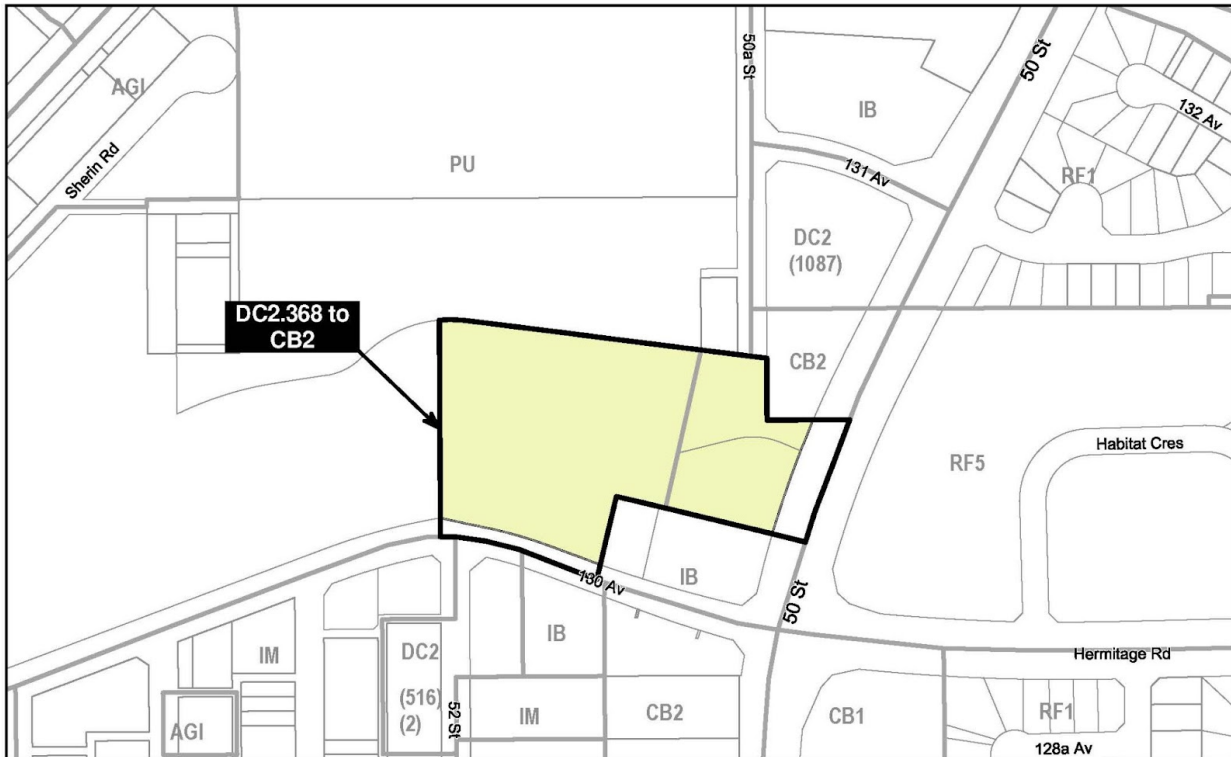 50a St
50 St
AGI
IB
132 Av
Sherin Rd
PU
131 Av
RF1
DC2
(1087)
DC2.368 to
CB2
CB2
Habitat Cres
RF5
130 Av
IB
50 St
IB
Hermitage Rd
IM
DC2
(516)
(2)
52 St
IM
CB2
CB1
RF1
AGI
128a Av